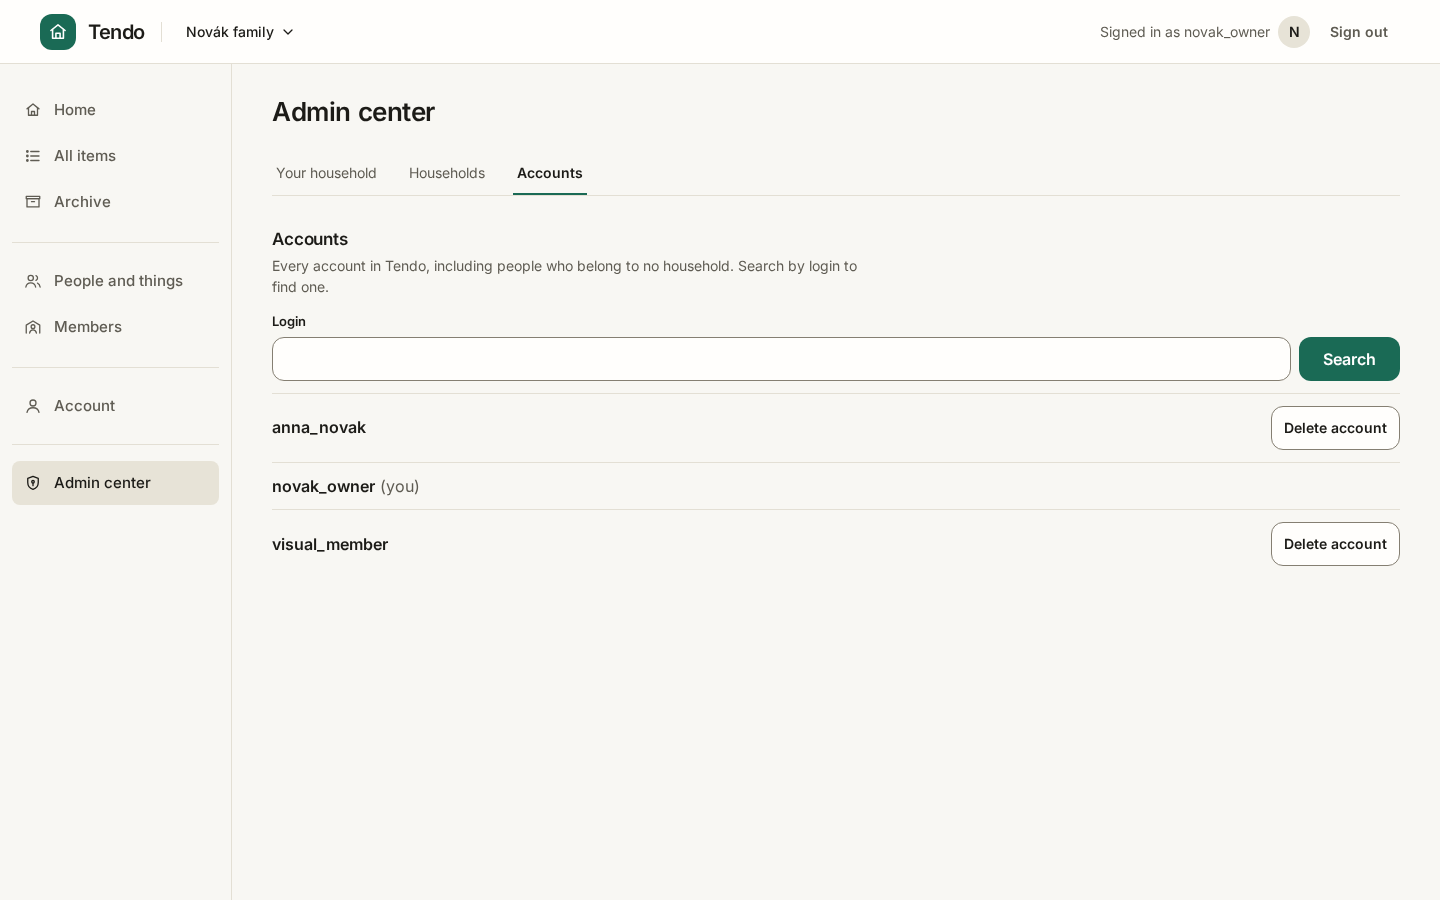 Tendo
Novák family
Signed in as novak_owner
N
Sign out
Home
All items
Archive
People and things
Members
Account
Admin center
Admin center
Your household
Households
Accounts
Accounts
Every account in Tendo, including people who belong to no household. Search by login to
find one.
Login
Search
anna_novak
Delete account
novak_owner (you)
visual_member
Delete account